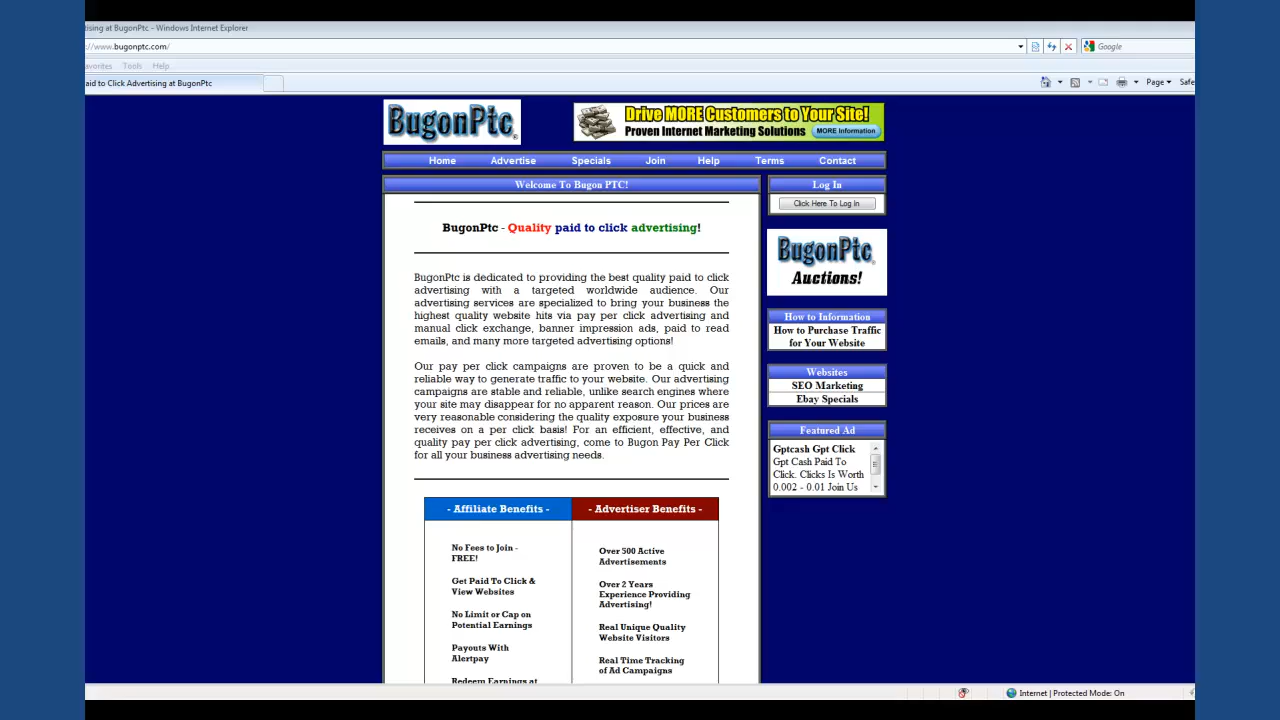 ising at BugonPtc - Windows Internet Explorer
://www.bugonptc.com/
Google
avorites Tools Help
aid to Click Advertising at BugonPtc
Page Safe
BugonPtc
Drive MORE Customers to Your Site!
Proven Internet Marketing Solutions MORE Information
Home Advertise Specials Join Help Terms Contact
Welcome To Bugon PTC!
BugonPtc - Quality paid to click advertising!
BugonPtc is dedicated to providing the best quality paid to click
advertising with a targeted worldwide audience. Our
advertising services are specialized to bring your business the
highest quality website hits via pay per click advertising and
manual click exchange, banner impression ads, paid to read
emails, and many more targeted advertising options!
Our pay per click campaigns are proven to be a quick and
reliable way to generate traffic to your website. Our advertising
campaigns are stable and reliable, unlike search engines where
your site may disappear for no apparent reason. Our prices are
very reasonable considering the quality exposure your business
receives on a per click basis! For an efficient, effective, and
quality pay per click advertising, come to Bugon Pay Per Click
for all your business advertising needs.
- Affiliate Benefits -
No Fees to Join -
FREE!
Get Paid To Click &
View Websites
No Limit or Cap on
Potential Earnings
Payouts With
Alertpay
Redeem Earnings at
- Advertiser Benefits -
Over 500 Active
Advertisements
Over 2 Years
Experience Providing
Advertising!
Real Unique Quality
Website Visitors
Real Time Tracking
of Ad Campaigns
Log In
Click Here To Log In
BugonPtc
Auctions!
How to Information
How to Purchase Traffic
for Your Website
Websites
SEO Marketing
Ebay Specials
Featured Ad
Gptcash Gpt Click
Gpt Cash Paid To
Click. Clicks Is Worth
0.002 - 0.01 Join Us
Internet | Protected Mode: On